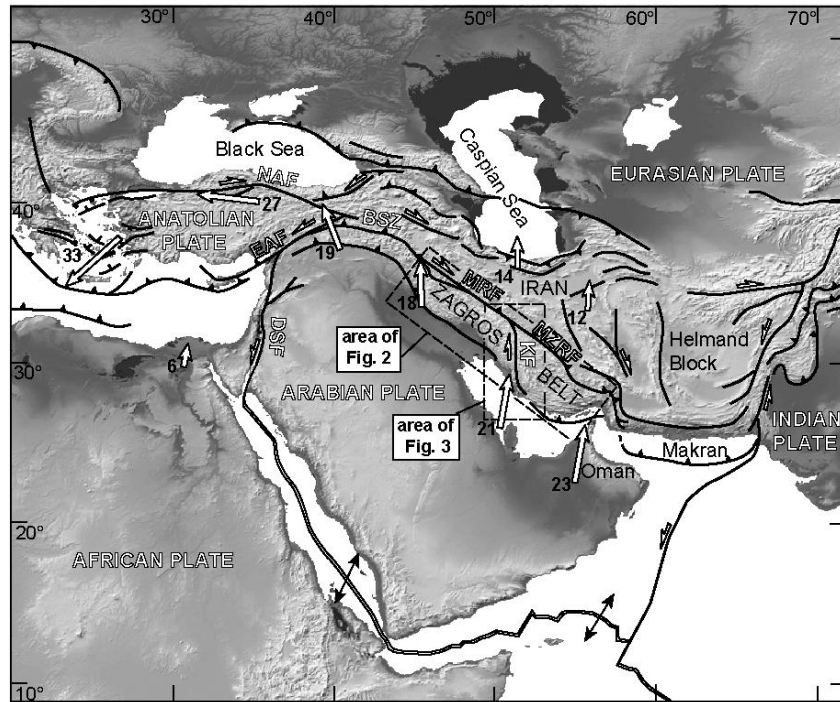 30°
40°
50°
60°
70°
Black Sea
Caspian Sea
EURASIAN PLATE
NAF
40°
27
ANATOLIAN
PLATE
BSZ
EAF
33
19
14
IRAN
MRF
12
18
ZAGROS
MZRF
Helmand
Block
area of
Fig. 2
DSF
KF
BELT
6
30°
ARABIAN PLATE
INDIAN
PLATE
area of
Fig. 3
21
Makran
Oman
23
20°
AFRICAN PLATE
10°